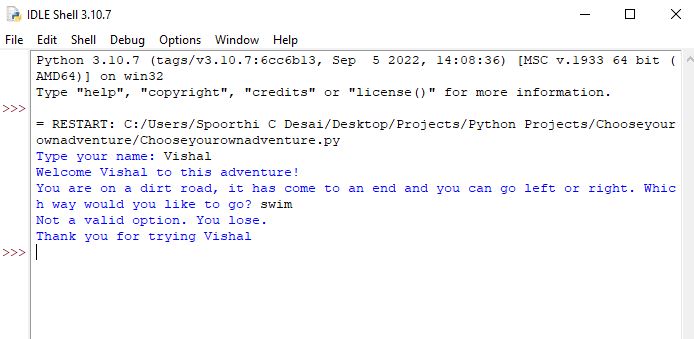 IDLE Shell 3.10.7
File Edit Shell Debug Options Window Help
Python 3.10.7 (tags/v3.10.7:6cc6b13, Sep  5 2022, 14:08:36) [MSC v.1933 64 bit (
AMD64)] on win32
Type "help", "copyright", "credits" or "license()" for more information.
>>>
= RESTART: C:/Users/Spoorthi C Desai/Desktop/Projects/Python Projects/Chooseyour
ownadventure/Chooseyourownadventure.py
Type your name: Vishal
Welcome Vishal to this adventure!
You are on a dirt road, it has come to an end and you can go left or right. Whic
h way would you like to go? swim
Not a valid option. You lose.
Thank you for trying Vishal
>>>